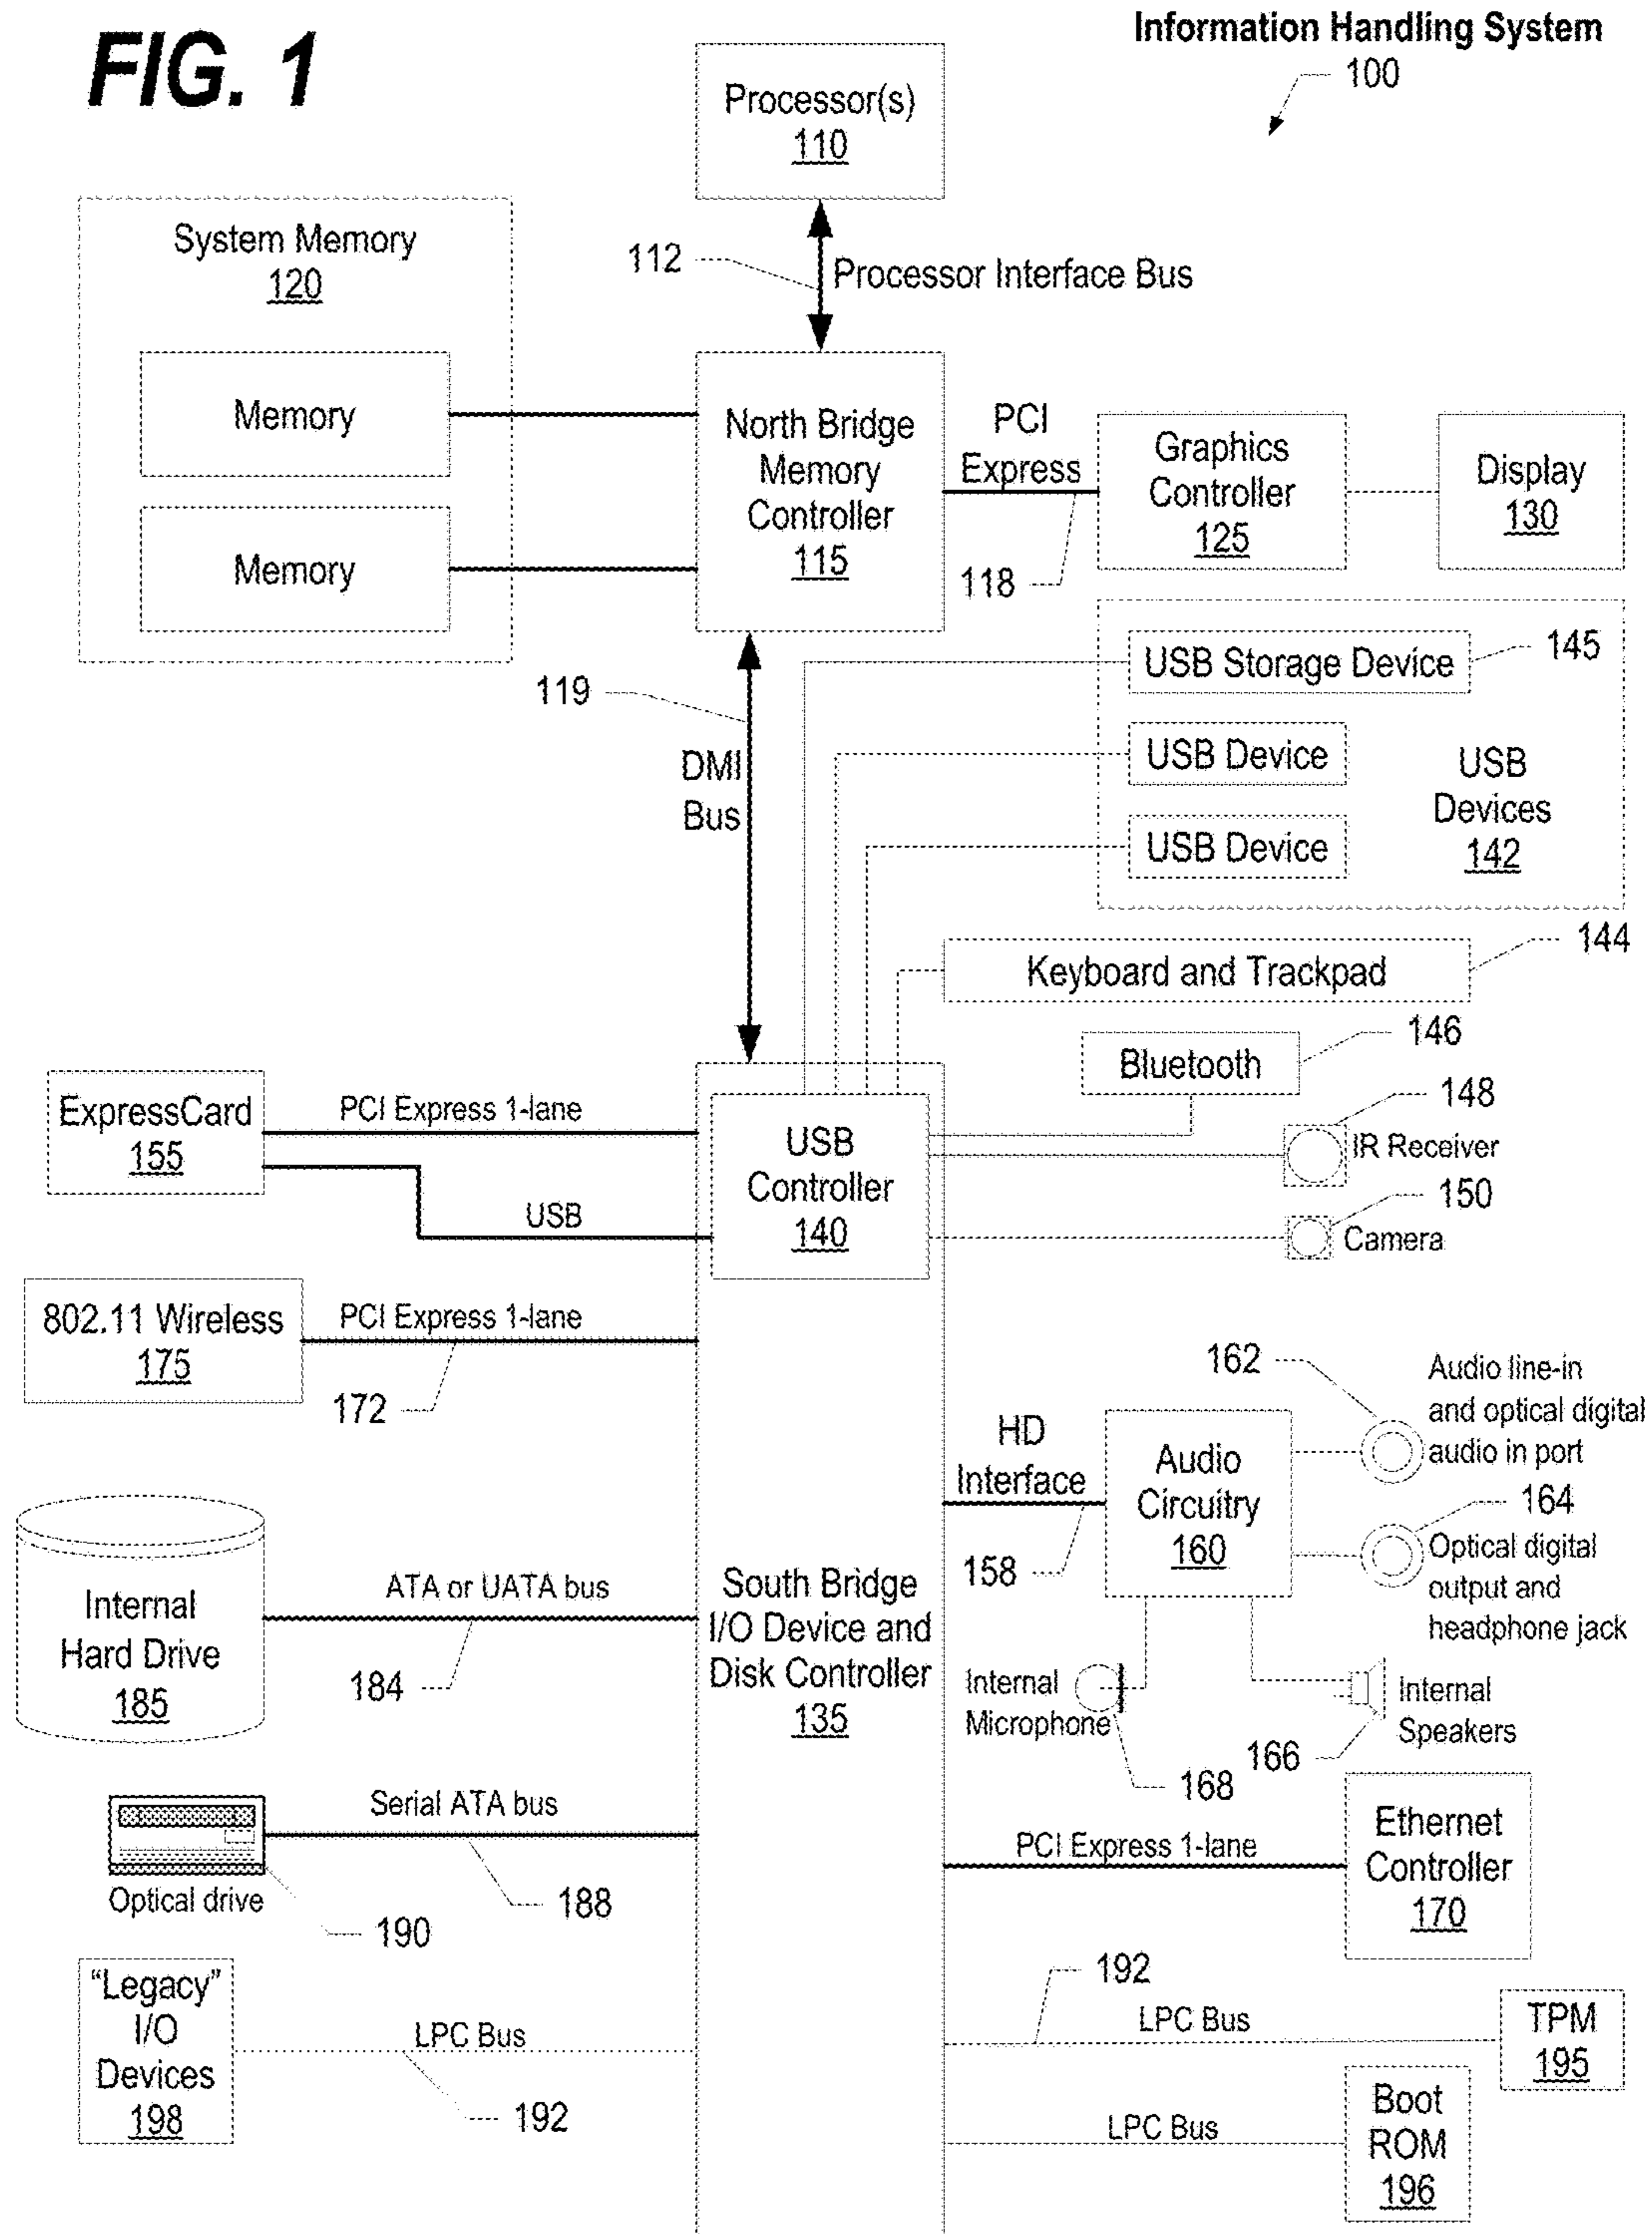 FIG. 1
Information Handling System
100
Processor(s)
110
System Memory
120
112
Processor Interface Bus
Memory
Memory
North Bridge
Memory
Controller
115
PCI
Express
118
Graphics
Controller
125
Display
130
119
DMI
Bus
USB Storage Device
145
USB Device
USB Device
USB
Devices
142
144
Keyboard and Trackpad
146
Bluetooth
148
IR Receiver
150
Camera
ExpressCard
155
PCI Express 1-lane
USB
USB
Controller
140
802.11 Wireless
175
PCI Express 1-lane
172
162
Audio line-in
and optical digital
audio in port
HD
Interface
158
Audio
Circuitry
160
164
Optical digital
output and
headphone jack
Internal
Hard Drive
185
ATA or UATA bus
184
South Bridge
I/O Device and
Disk Controller
135
Internal
Microphone
168
166
Internal
Speakers
Serial ATA bus
188
Optical drive
190
PCI Express 1-lane
Ethernet
Controller
170
"Legacy"
I/O
Devices
198
LPC Bus
192
192
LPC Bus
TPM
195
LPC Bus
Boot
ROM
196